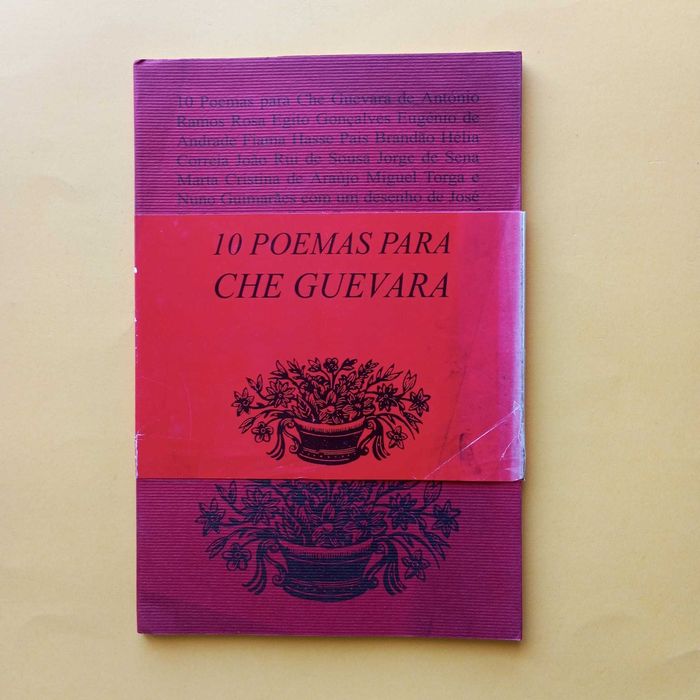 10 Poemas para Che Guevara de António
Ramos Rosa Egito Gonçalves Eugénio de
Andrade Fiama Hasse Pais Brandão Hélia
Correia João Rui de Sousa Jorge de Sena
Marta Cristina de Araújo Miguel Torga e
Nuno Guimarães com um desenho de José
10 POEMAS PARA
CHE GUEVARA